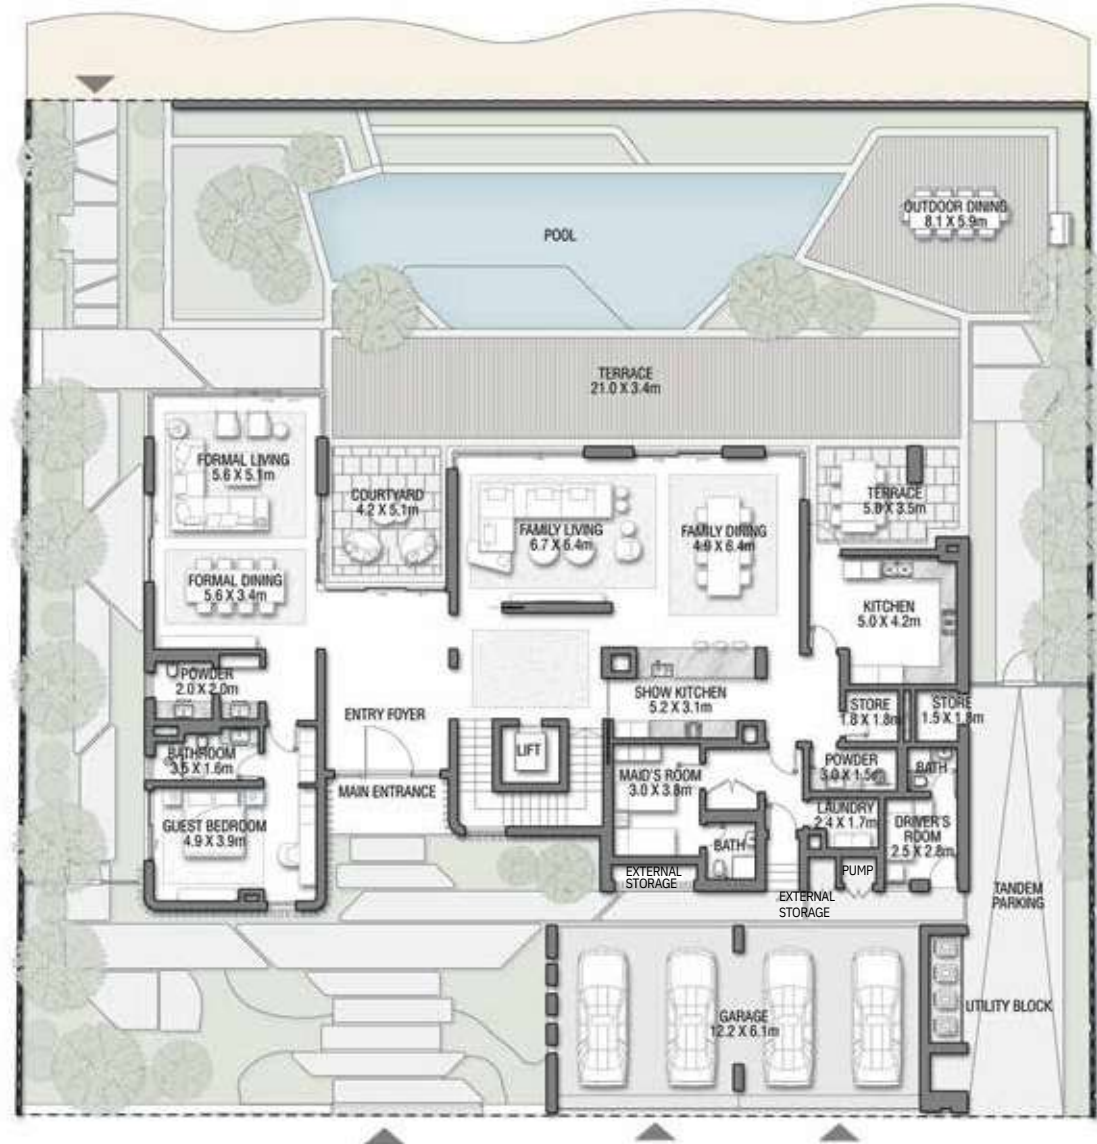 OUTDOOR DINING
8.1 X 5.9m
POOL
TERRACE
21.0 X 3.4m
FORMAL LIVING
5.6 X 5.1m
COURTYARD
4.2 X 5.1m
FAMILY LIVING
6.7 X 6.4m
FAMILY DINING
4.9 X 6.4m
TERRACE
5.0 X 3.5m
FORMAL DINING
5.6 X 3.4m
KITCHEN
5.0 X 4.2m
POWDER
2.0 X 2.0m
SHOW KITCHEN
5.2 X 3.1m
ENTRY FOYER
STORE
1.8 X 1.8m
STORE
1.5 X 1.8m
LIFT
BATHROOM
3.5 X 1.6m
MAIN ENTRANCE
MAID'S ROOM
3.0 X 3.8m
POWDER
3.0 X 1.5m
BATH
LAUNDRY
2.4 X 1.7m
GUEST BEDROOM
4.9 X 3.9m
DRIVER'S
ROOM
2.5 X 2.8m
BATH
EXTERNAL
STORAGE
PUMP
EXTERNAL
STORAGE
TANDEM
PARKING
GARAGE
12.2 X 6.1m
UTILITY BLOCK